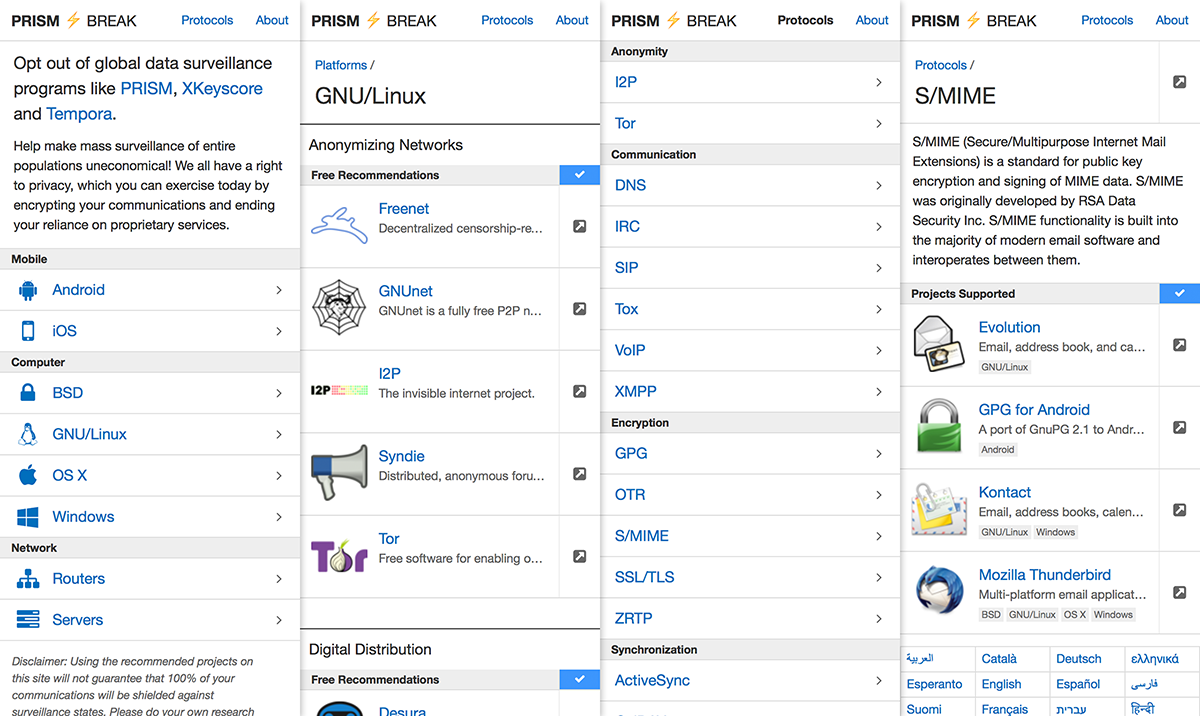 PRISM ⚡ BREAK
Protocols
About
Opt out of global data surveillance
programs like PRISM, XKeyscore
and Tempora.
Help make mass surveillance of entire
populations uneconomical! We all have a right
to privacy, which you can exercise today by
encrypting your communications and ending
your reliance on proprietary services.
Mobile
Android
iOS
Computer
BSD
GNU/Linux
OS X
Windows
Network
Routers
Servers
Disclaimer: Using the recommended projects on
this site will not guarantee that 100% of your
communications will be shielded against
surveillance states. Please do your own research
PRISM ⚡ BREAK
Protocols
About
Platforms /
GNU/Linux
Anonymizing Networks
Free Recommendations
Freenet
Decentralized censorship-re...
GNUnet
GNUnet is a fully free P2P n...
I2P
I2P
The invisible internet project.
Syndie
Distributed, anonymous foru...
Tor
Tor
Free software for enabling o...
Digital Distribution
Free Recommendations
Desura
PRISM ⚡ BREAK
Protocols
About
Anonymity
I2P
Tor
Communication
DNS
IRC
SIP
Tox
VoIP
XMPP
Encryption
GPG
OTR
S/MIME
SSL/TLS
ZRTP
Synchronization
ActiveSync
PRISM ⚡ BREAK
Protocols
About
Protocols /
S/MIME
S/MIME (Secure/Multipurpose Internet Mail
Extensions) is a standard for public key
encryption and signing of MIME data. S/MIME
was originally developed by RSA Data
Security Inc. S/MIME functionality is built into
the majority of modern email software and
interoperates between them.
Projects Supported
Evolution
Email, address book, and ca...
GNU/Linux
GPG for Android
A port of GnuPG 2.1 to Andr...
Android
Kontact
Email, address books, calen...
GNU/Linux Windows
Mozilla Thunderbird
Multi-platform email applicat...
BSD GNU/Linux OS X Windows
العربية Català Deutsch ελληνικά
Esperanto English Español فارسی
Suomi Français עברית हिन्दी